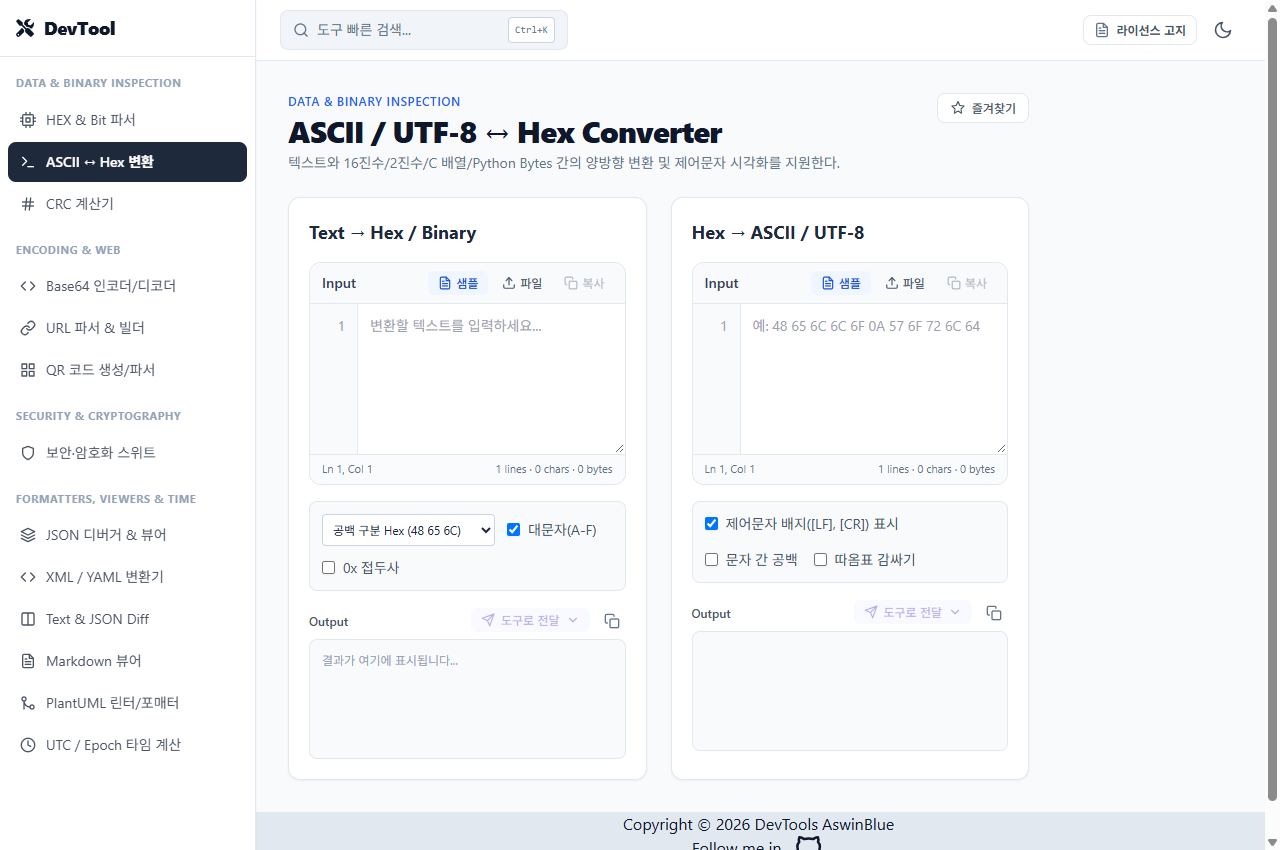 DevTool
도구 빠른 검색...
Ctrl+K
라이선스 고지
DATA & BINARY INSPECTION
HEX & Bit 파서
ASCII ↔ Hex 변환
CRC 계산기
ENCODING & WEB
Base64 인코더/디코더
URL 파서 & 빌더
QR 코드 생성/파서
SECURITY & CRYPTOGRAPHY
보안·암호화 스위트
FORMATTERS, VIEWERS & TIME
JSON 디버거 & 뷰어
XML / YAML 변환기
Text & JSON Diff
Markdown 뷰어
PlantUML 린터/포매터
UTC / Epoch 타임 계산
DATA & BINARY INSPECTION
즐겨찾기
ASCII / UTF-8 ↔ Hex Converter
텍스트와 16진수/2진수/C 배열/Python Bytes 간의 양방향 변환 및 제어문자 시각화를 지원한다.
Text → Hex / Binary
Input
샘플
파일
복사
1
변환할 텍스트를 입력하세요...
Ln 1, Col 1
1 lines · 0 chars · 0 bytes
공백 구분 Hex (48 65 6C)
대문자(A-F)
0x 접두사
Output
도구로 전달
결과가 여기에 표시됩니다...
Hex → ASCII / UTF-8
Input
샘플
파일
복사
1
예: 48 65 6C 6C 6F 0A 57 6F 72 6C 64
Ln 1, Col 1
1 lines · 0 chars · 0 bytes
제어문자 배지([LF], [CR]) 표시
문자 간 공백
따옴표 감싸기
Output
도구로 전달
Copyright © 2026 DevTools AswinBlue
Follow me in